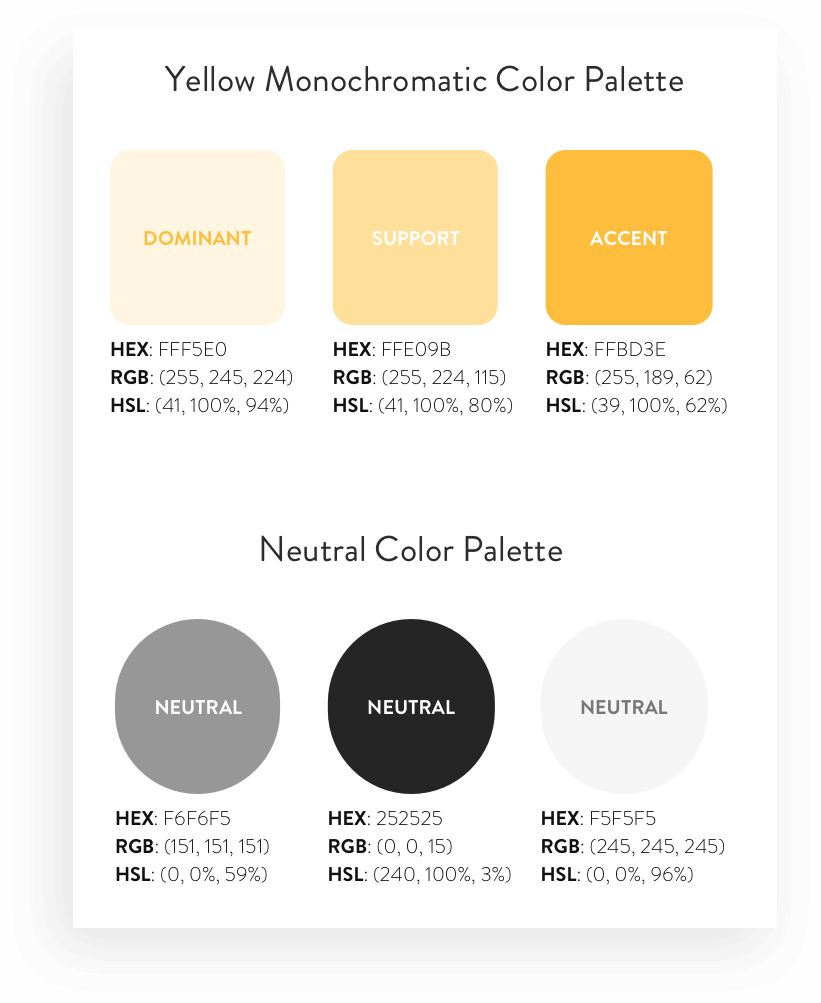 Yellow Monochromatic Color Palette
DOMINANT
SUPPORT
ACCENT
HEX: FFF5E0
RGB: (255, 245, 224)
HSL: (41, 100%, 94%)
HEX: FFE09B
RGB: (255, 224, 115)
HSL: (41, 100%, 80%)
HEX: FFBD3E
RGB: (255, 189, 62)
HSL: (39, 100%, 62%)
Neutral Color Palette
NEUTRAL
NEUTRAL
NEUTRAL
HEX: F6F6F5
RGB: (151, 151, 151)
HSL: (0, 0%, 59%)
HEX: 252525
RGB: (0, 0, 15)
HSL: (240, 100%, 3%)
HEX: F5F5F5
RGB: (245, 245, 245)
HSL: (0, 0%, 96%)